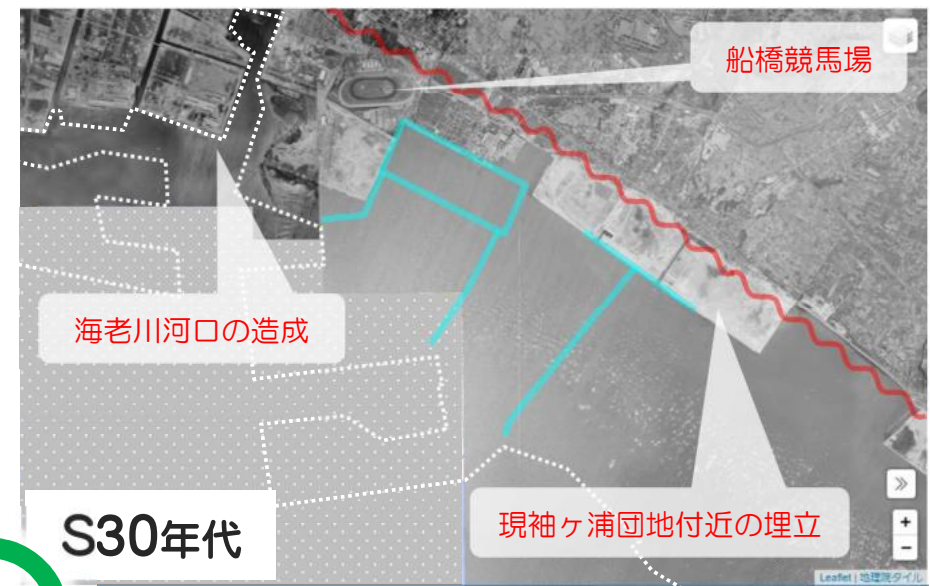 船橋競馬場
海老川河口の造成
現袖ヶ浦団地付近の埋立
S30年代
»
+
−
Leaflet | 地理院タイル